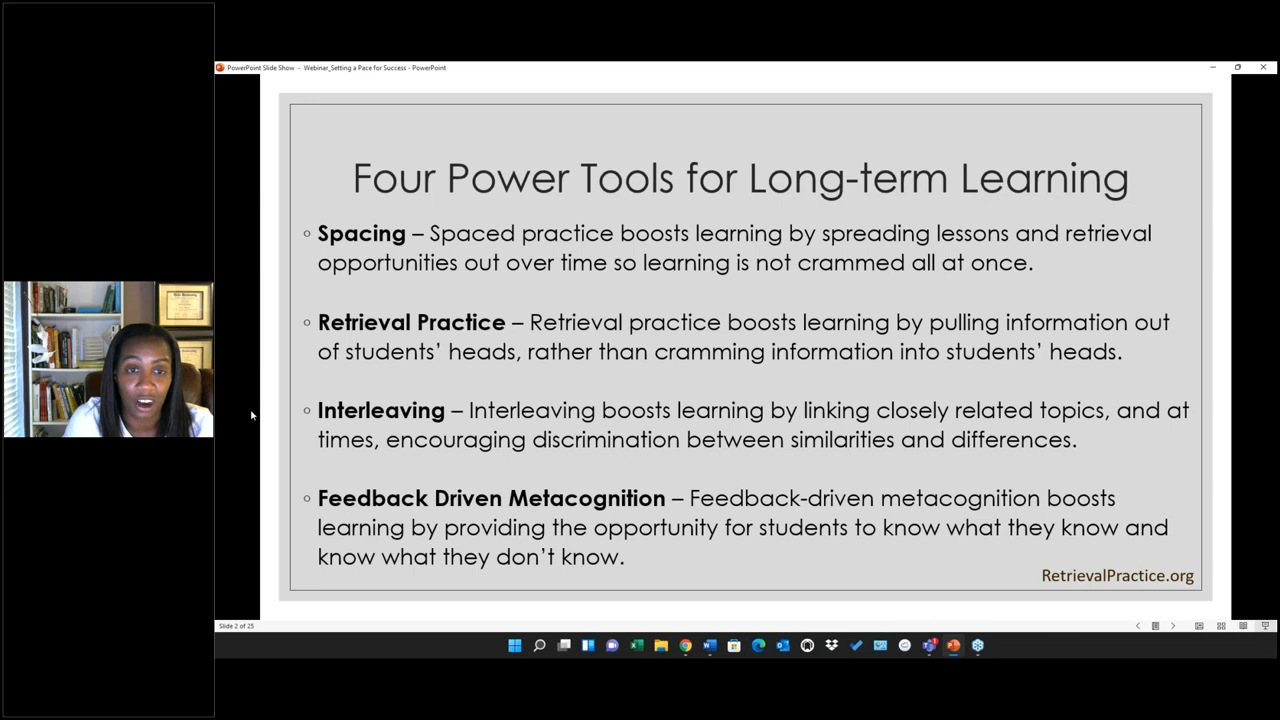 PowerPoint Slide Show - Webinar_Setting a Pace for Success - PowerPoint
Four Power Tools for Long-term Learning
◦ Spacing – Spaced practice boosts learning by spreading lessons and retrieval
opportunities out over time so learning is not crammed all at once.
◦ Retrieval Practice – Retrieval practice boosts learning by pulling information out
of students’ heads, rather than cramming information into students’ heads.
◦ Interleaving – Interleaving boosts learning by linking closely related topics, and at
times, encouraging discrimination between similarities and differences.
◦ Feedback Driven Metacognition – Feedback-driven metacognition boosts
learning by providing the opportunity for students to know what they know and
know what they don’t know.
RetrievalPractice.org
Slide 2 of 25